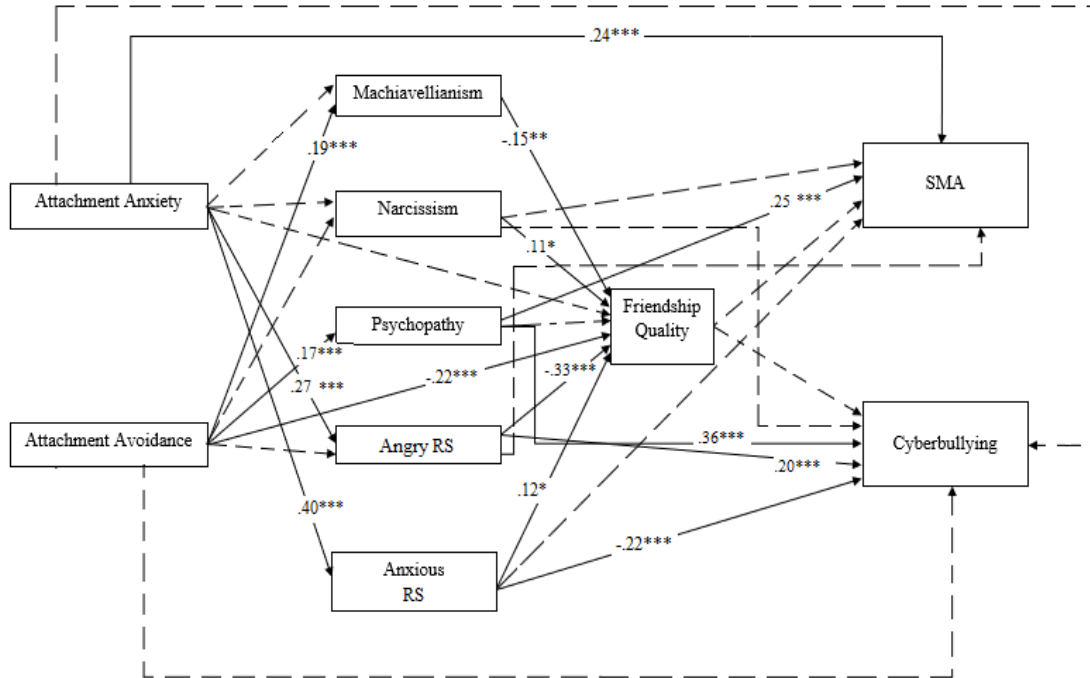 .24***
Machiavellianism
.19***
-.15**
SMA
Attachment Anxiety
Narcissism
.25 ***
.11*
Friendship
Quality
Psychopathy
.17***
.27 ***
-.22***
-.33***
Attachment Avoidance
Angry RS
.36***
.20***
Cyberbullying
.40***
.12*
-.22***
Anxious
RS